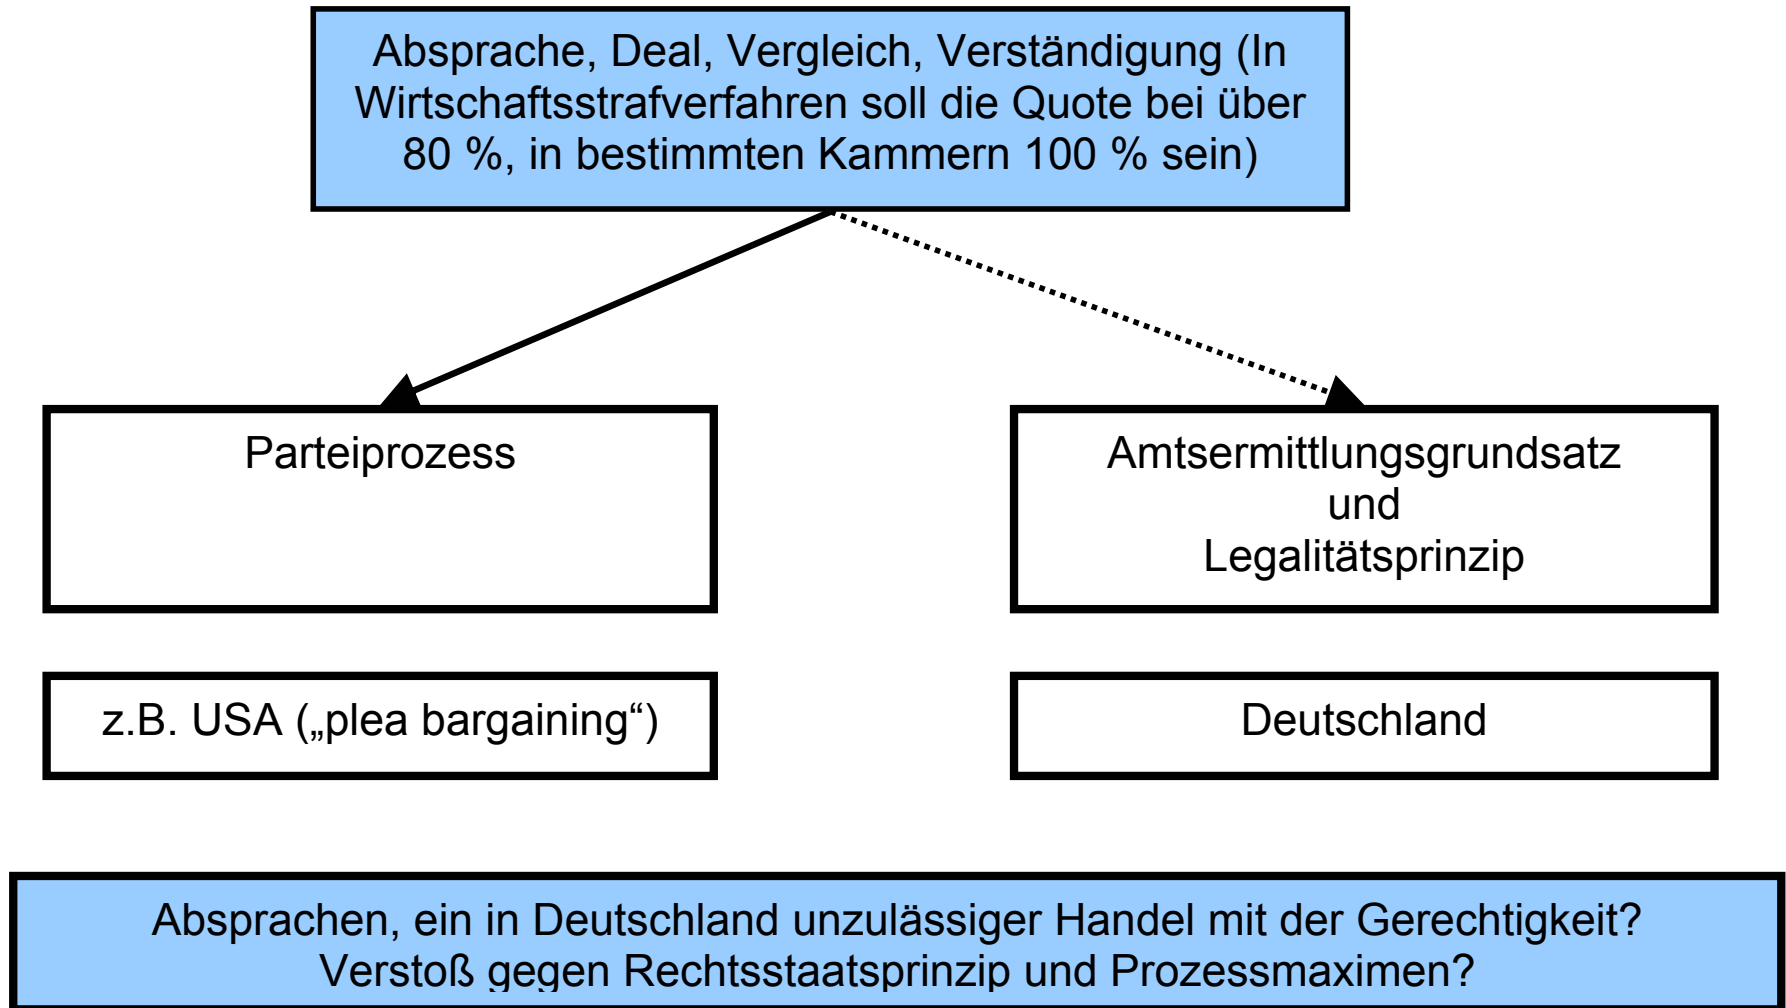 Absprache, Deal, Vergleich, Verständigung (In
Wirtschaftsstrafverfahren soll die Quote bei über
80 %, in bestimmten Kammern 100 % sein)
Parteiprozess
Amtsermittlungsgrundsatz
und
Legalitätsprinzip
z.B. USA („plea bargaining“)
Deutschland
Absprachen, ein in Deutschland unzulässiger Handel mit der Gerechtigkeit?
Verstoß gegen Rechtsstaatsprinzip und Prozessmaximen?